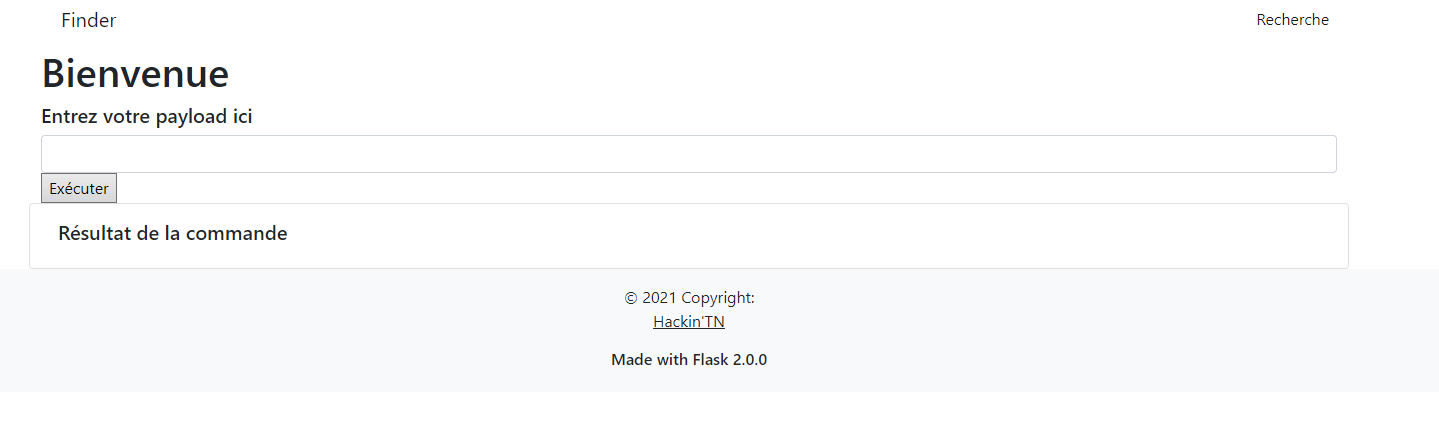 Finder
Recherche
Bienvenue
Entrez votre payload ici
Exécuter
Résultat de la commande
© 2021 Copyright:
Hackin'TN
Made with Flask 2.0.0